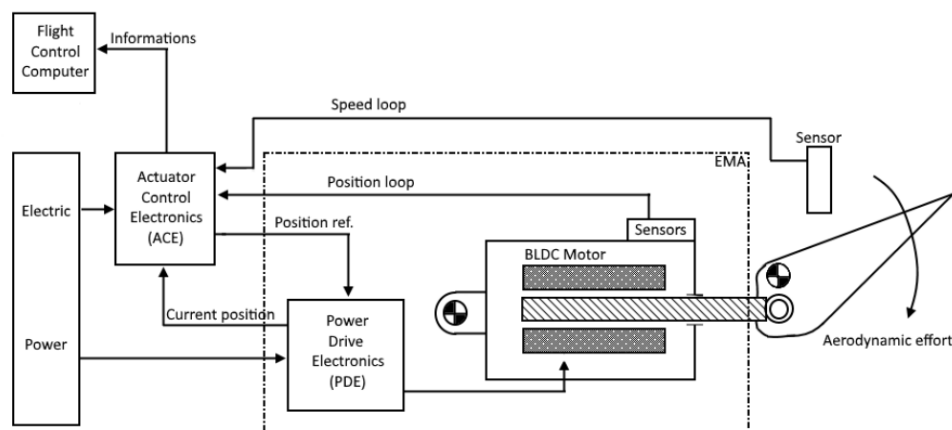 Flight
Control
Computer
Informations
Speed loop
Sensor
EMA
Electric
Power
Actuator
Control
Electronics
(ACE)
Position loop
Position ref.
Sensors
BLDC Motor
Current position
Power
Drive
Electronics
(PDE)
Aerodynamic effort